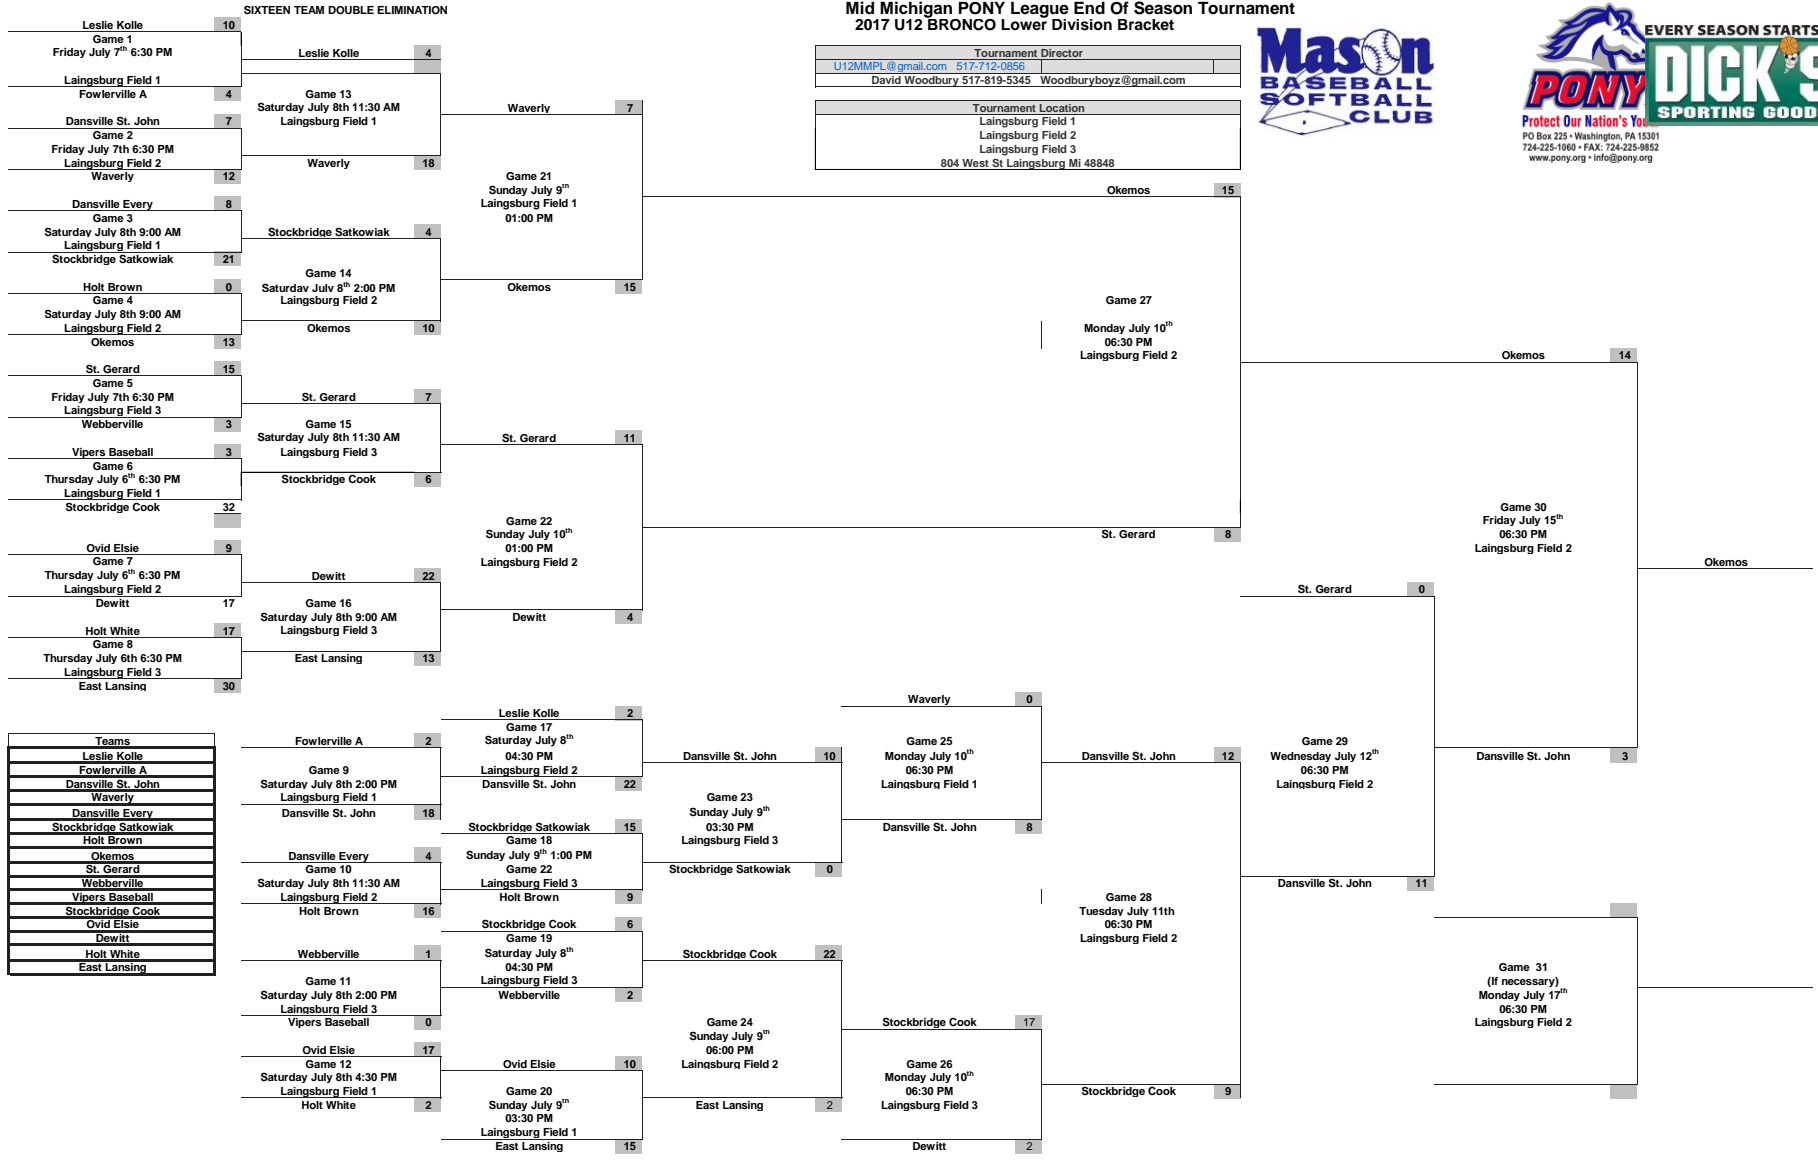 SIXTEEN TEAM DOUBLE ELIMINATION
Mid Michigan PONY League End Of Season Tournament
2017 U12 BRONCO Lower Division Bracket
Tournament Director
U12MMPL@gmail.com 517-712-0856
David Woodbury 517-819-5345 Woodburyboyz@gmail.com
Tournament Location
Laingsburg Field 1
Laingsburg Field 2
Laingsburg Field 3
804 West St Laingsburg Mi 48848
Mason
BASEBALL
SOFTBALL
CLUB
PONY
Protect Our Nation's
PO Box 225 • Washington, PA 15301
724-225-1060 • FAX: 724-225-9852
www.pony.org • info@pony.org
EVERY SEASON STARTS
DICK'S
SPORTING GOOD
Leslie Kolle 10
Game 1
Friday July 7th 6:30 PM
Laingsburg Field 1
Fowlerville A 4
Dansville St. John 7
Game 2
Friday July 7th 6:30 PM
Laingsburg Field 2
Waverly 12
Dansville Every 8
Game 3
Saturday July 8th 9:00 AM
Laingsburg Field 1
Stockbridge Satkowiak 21
Holt Brown 0
Game 4
Saturday July 8th 9:00 AM
Laingsburg Field 2
Okemos 13
St. Gerard 15
Game 5
Friday July 7th 6:30 PM
Laingsburg Field 3
Webberville 3
Vipers Baseball 3
Game 6
Thursday July 6th 6:30 PM
Laingsburg Field 1
Stockbridge Cook 32
Ovid Elsie 9
Game 7
Thursday July 6th 6:30 PM
Laingsburg Field 2
Dewitt 17
Holt White 17
Game 8
Thursday July 6th 6:30 PM
Laingsburg Field 3
East Lansing 30
Teams
Leslie Kolle
Fowlerville A
Dansville St. John
Waverly
Dansville Every
Stockbridge Satkowiak
Holt Brown
Okemos
St. Gerard
Webberville
Vipers Baseball
Stockbridge Cook
Ovid Elsie
Dewitt
Holt White
East Lansing
Leslie Kolle 4
Game 13
Saturday July 8th 11:30 AM
Laingsburg Field 1
Waverly 18
Stockbridge Satkowiak 4
Game 14
Saturday July 8th 2:00 PM
Laingsburg Field 2
Okemos 10
St. Gerard 7
Game 15
Saturday July 8th 11:30 AM
Laingsburg Field 3
Stockbridge Cook 6
Dewitt 22
Game 16
Saturday July 8th 9:00 AM
Laingsburg Field 3
East Lansing 13
Fowlerville A 2
Game 9
Saturday July 8th 2:00 PM
Laingsburg Field 1
Dansville St. John 18
Dansville Every 4
Game 10
Saturday July 8th 11:30 AM
Laingsburg Field 2
Holt Brown 16
Webberville 1
Game 11
Saturday July 8th 2:00 PM
Laingsburg Field 3
Vipers Baseball 0
Ovid Elsie 17
Game 12
Saturday July 8th 4:30 PM
Laingsburg Field 1
Holt White 2
Waverly 7
Game 21
Sunday July 9th
Laingsburg Field 1
01:00 PM
Okemos 15
St. Gerard 11
Game 22
Sunday July 10th
01:00 PM
Laingsburg Field 2
Dewitt 4
Leslie Kolle 2
Game 17
Saturday July 8th
04:30 PM
Laingsburg Field 2
Dansville St. John 22
Stockbridge Satkowiak 15
Game 18
Sunday July 9th 1:00 PM
Game 22
Laingsburg Field 3
Holt Brown 9
Stockbridge Cook 6
Game 19
Saturday July 8th
04:30 PM
Laingsburg Field 3
Webberville 2
Ovid Elsie 10
Game 20
Sunday July 9th
03:30 PM
Laingsburg Field 1
East Lansing 15
Dansville St. John 10
Game 23
Sunday July 9th
03:30 PM
Laingsburg Field 3
Stockbridge Satkowiak 0
Stockbridge Cook 22
Game 24
Sunday July 9th
06:00 PM
Laingsburg Field 2
East Lansing 2
Waverly 0
Game 25
Monday July 10th
06:30 PM
Laingsburg Field 1
Dansville St. John 8
Stockbridge Cook 17
Game 26
Monday July 10th
06:30 PM
Laingsburg Field 3
Dewitt 2
Okemos 15
Game 27
Monday July 10th
06:30 PM
Laingsburg Field 2
St. Gerard 8
Dansville St. John 12
Game 28
Tuesday July 11th
06:30 PM
Laingsburg Field 2
Stockbridge Cook 9
St. Gerard 0
Game 29
Wednesday July 12th
06:30 PM
Laingsburg Field 2
Dansville St. John 11
Okemos 14
Game 30
Friday July 15th
06:30 PM
Laingsburg Field 2
Dansville St. John 3
Okemos
Game 31
(If necessary)
Monday July 17th
06:30 PM
Laingsburg Field 2